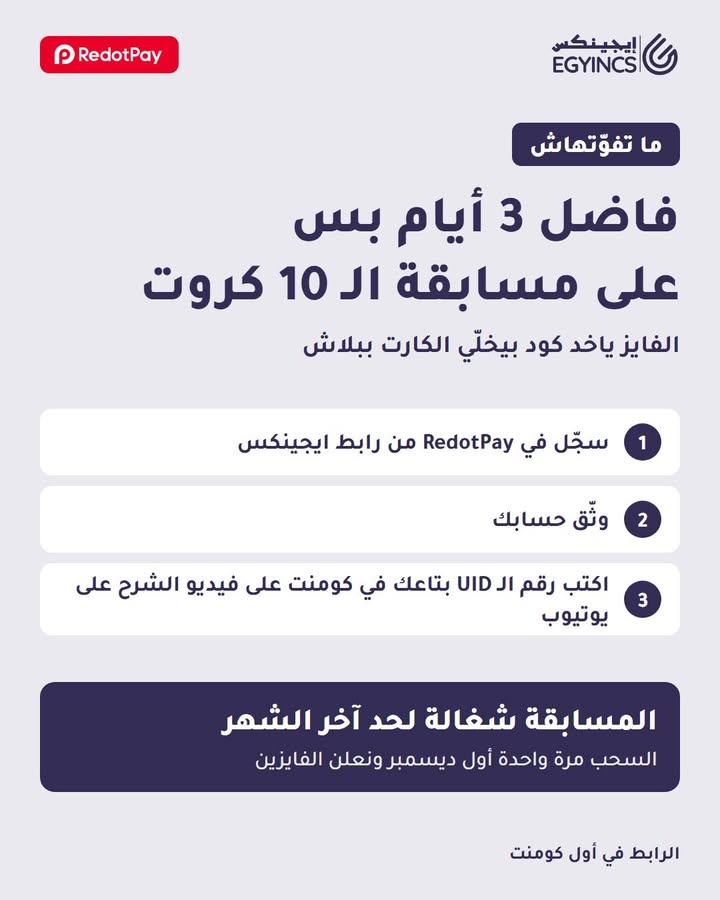 RedotPay
إيجينكس
EGYINCS
ما تفوّتهاش
فاضل 3 أيام بس
على مسابقة الـ 10 كروت
الفايز ياخد كود بيخلّي الكارت ببلاش
1 سجّل في RedotPay من رابط ايجينكس
2 وثّق حسابك
3 اكتب رقم الـ UID بتاعك في كومنت على فيديو الشرح على
يوتيوب
المسابقة شغالة لحد آخر الشهر
السحب مرة واحدة أول ديسمبر ونعلن الفايزين
الرابط في أول كومنت